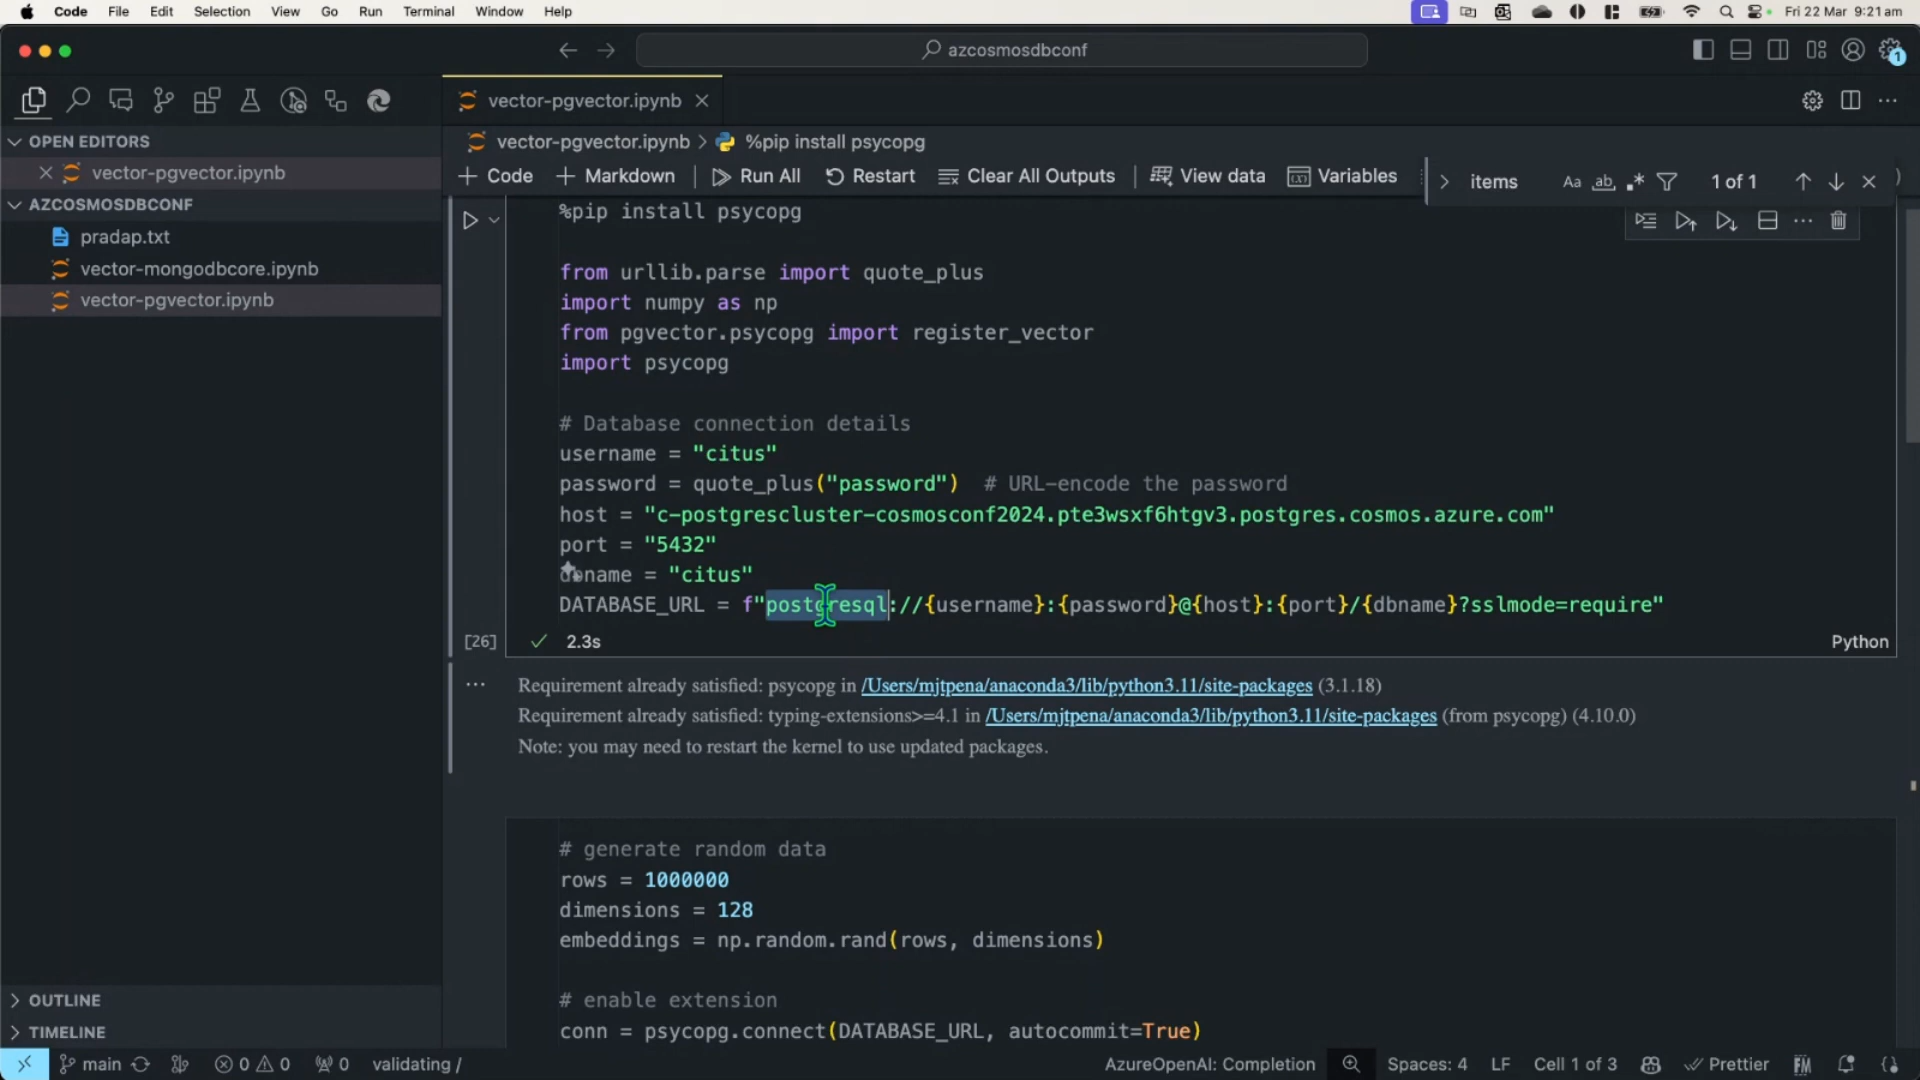 Code File Edit Selection View Go Run Terminal Window Help
Fri 22 Mar 9:21am
azcosmosdbconf
1
vector-pgvector.ipynb
OPEN EDITORS
vector-pgvector.ipynb
AZCOSMOSDBCONF
pradap.txt
vector-mongodbcore.ipynb
vector-pgvector.ipynb
OUTLINE
TIMELINE
vector-pgvector.ipynb > %pip install psycopg
+ Code + Markdown Run All Restart Clear All Outputs View data Variables
items Aa ab 1 of 1
%pip install psycopg
from urllib.parse import quote_plus
import numpy as np
from pgvector.psycopg import register_vector
import psycopg
# Database connection details
username = "citus"
password = quote_plus("password")  # URL-encode the password
host = "c-postgrescluster-cosmosconf2024.pte3wsxf6htgv3.postgres.cosmos.azure.com"
port = "5432"
dbname = "citus"
DATABASE_URL = f"postgresql://{username}:{password}@{host}:{port}/{dbname}?sslmode=require"
[26] 2.3s Python
Requirement already satisfied: psycopg in /Users/mjtpena/anaconda3/lib/python3.11/site-packages (3.1.18)
Requirement already satisfied: typing-extensions>=4.1 in /Users/mjtpena/anaconda3/lib/python3.11/site-packages (from psycopg) (4.10.0)
Note: you may need to restart the kernel to use updated packages.
# generate random data
rows = 1000000
dimensions = 128
embeddings = np.random.rand(rows, dimensions)
# enable extension
conn = psycopg.connect(DATABASE_URL, autocommit=True)
main 0 0 0 validating / AzureOpenAI: Completion Spaces: 4 LF Cell 1 of 3 Prettier